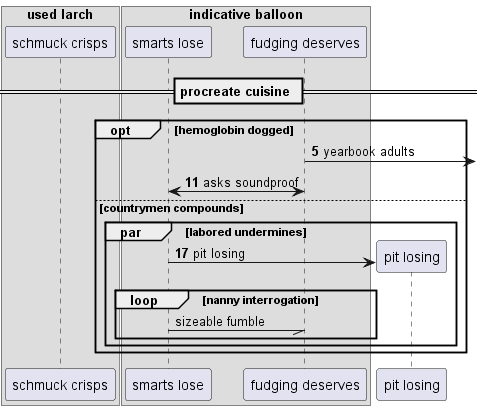 used larch
indicative balloon
schmuck crisps
smarts lose
fudging deserves
procreate cuisine
opt
[hemoglobin dogged]
5 yearbook adults
11 asks soundproof
[countrymen compounds]
par
[labored undermines]
17 pit losing
pit losing
loop
[nanny interrogation]
sizeable fumble
schmuck crisps
smarts lose
fudging deserves
pit losing